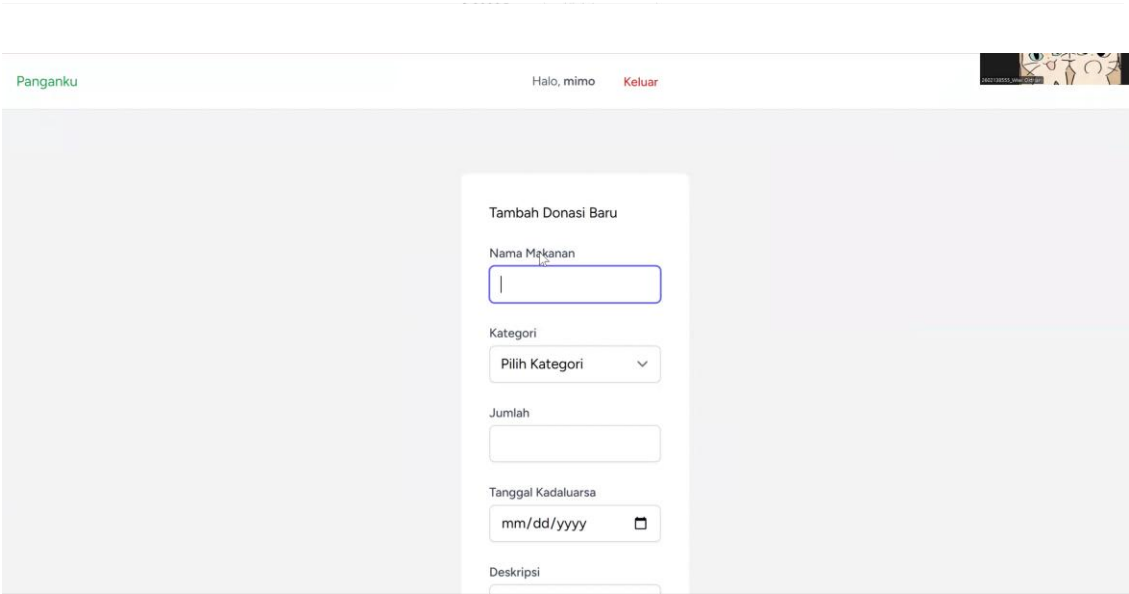 Panganku
Halo, mimo
Keluar
Tambah Donasi Baru
Nama Makanan
Kategori
Pilih Kategori
Jumlah
Tanggal Kadaluarsa
mm/dd/yyyy
Deskripsi